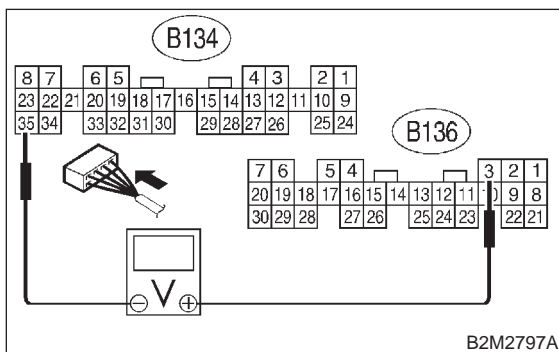 B134
8 7 6 5 4 3 2 1
23 22 21 20 19 18 17 16 15 14 13 12 11 10 9
35 34 33 32 31 30 29 28 27 26 25 24
B136
7 6 5 4 3 2 1
20 19 18 17 16 15 14 13 12 11 9 8
30 29 28 27 26 25 24 23 22 21
V
⊖ ⊕
B2M2797A